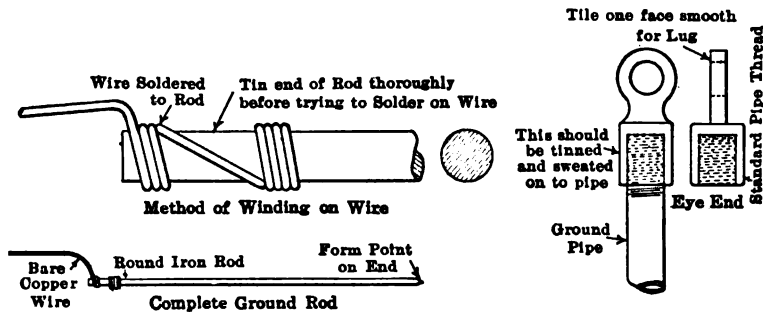 Wire Soldered
to Rod
Tin end of Rod thoroughly
before trying to Solder on Wire
Method of Winding on Wire
Bare
Copper
Wire
Round Iron Rod
Form Point
on End
Complete Ground Rod
Tile one face smooth
for Lug
This should
be tinned
and sweated
on to pipe
Standard Pipe Thread
Eye End
Ground
Pipe